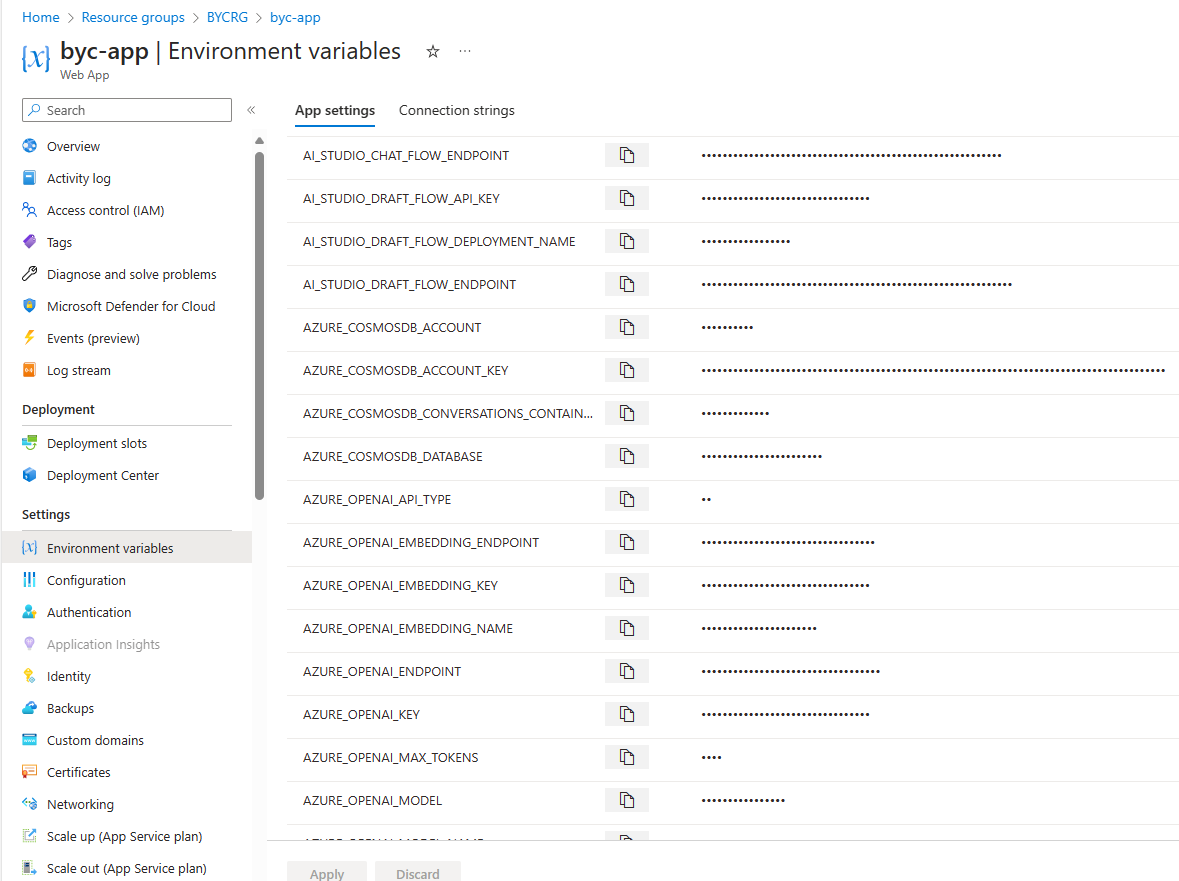 Home > Resource groups > BYCRG > byc-app
byc-app | Environment variables
Web App
Search
Overview
Activity log
Access control (IAM)
Tags
Diagnose and solve problems
Microsoft Defender for Cloud
Events (preview)
Log stream
Deployment
Deployment slots
Deployment Center
Settings
Environment variables
Configuration
Authentication
Application Insights
Identity
Backups
Custom domains
Certificates
Networking
Scale up (App Service plan)
Scale out (App Service plan)
App settings Connection strings
AI_STUDIO_CHAT_FLOW_ENDPOINT
AI_STUDIO_DRAFT_FLOW_API_KEY
AI_STUDIO_DRAFT_FLOW_DEPLOYMENT_NAME
AI_STUDIO_DRAFT_FLOW_ENDPOINT
AZURE_COSMOSDB_ACCOUNT
AZURE_COSMOSDB_ACCOUNT_KEY
AZURE_COSMOSDB_CONVERSATIONS_CONTAIN...
AZURE_COSMOSDB_DATABASE
AZURE_OPENAI_API_TYPE
AZURE_OPENAI_EMBEDDING_ENDPOINT
AZURE_OPENAI_EMBEDDING_KEY
AZURE_OPENAI_EMBEDDING_NAME
AZURE_OPENAI_ENDPOINT
AZURE_OPENAI_KEY
AZURE_OPENAI_MAX_TOKENS
AZURE_OPENAI_MODEL
Apply Discard